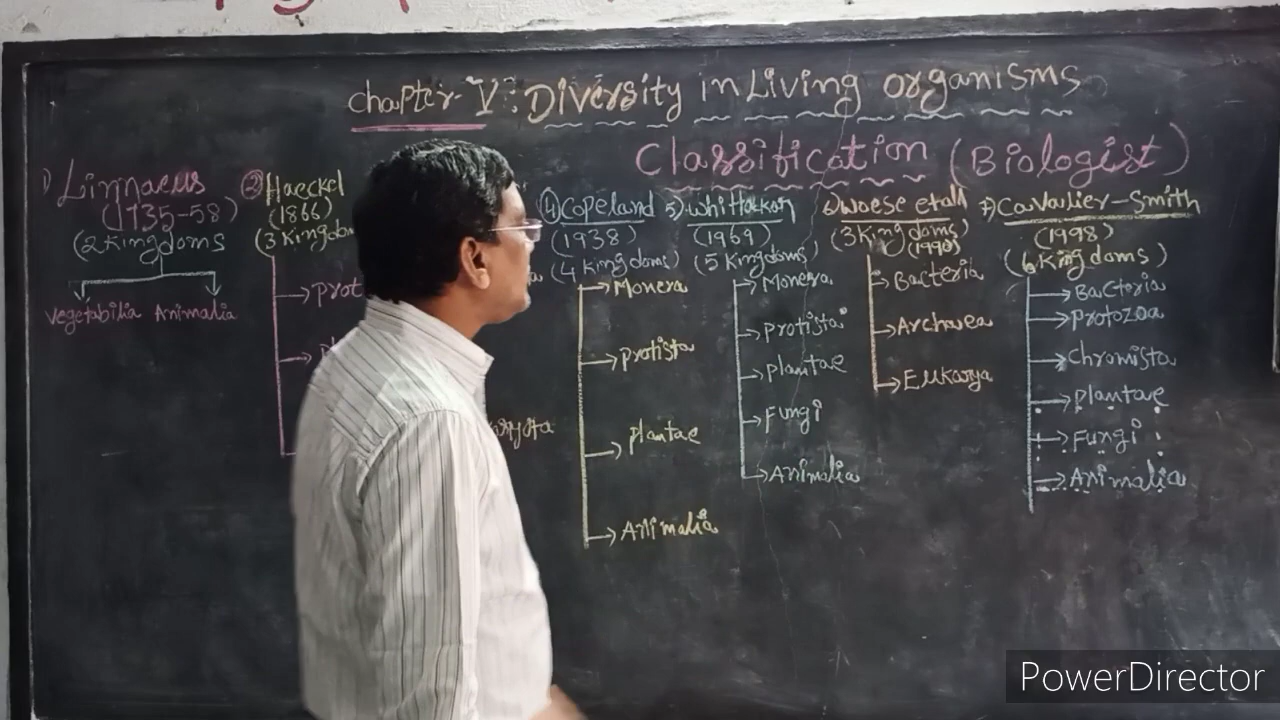 Chapter-V: Diversity in Living organisms
Classification (Biologist)
1) Linnaeus
(1735-58)
(2 Kingdoms
Vegetabilia Animalia
② Haeckel
(1866)
(3 Kingdo
prot
pl
arysta
④ Copeland
(1938)
(4 Kingdoms)
Monera
Protista
plantae
Animalia
5) Whittaker
(1969)
(5 Kingdoms)
Monera
protista
plantae
Fungi
Animalia
Woese etall
(3 Kingdoms)
(1990)
Bacteria
Archaea
Eukarya
7) Cavalier-Smith
(1998)
(6 Kingdoms)
Bacteria
Protozoa
Chromista
plantae
Fungi
Animalia
PowerDirector